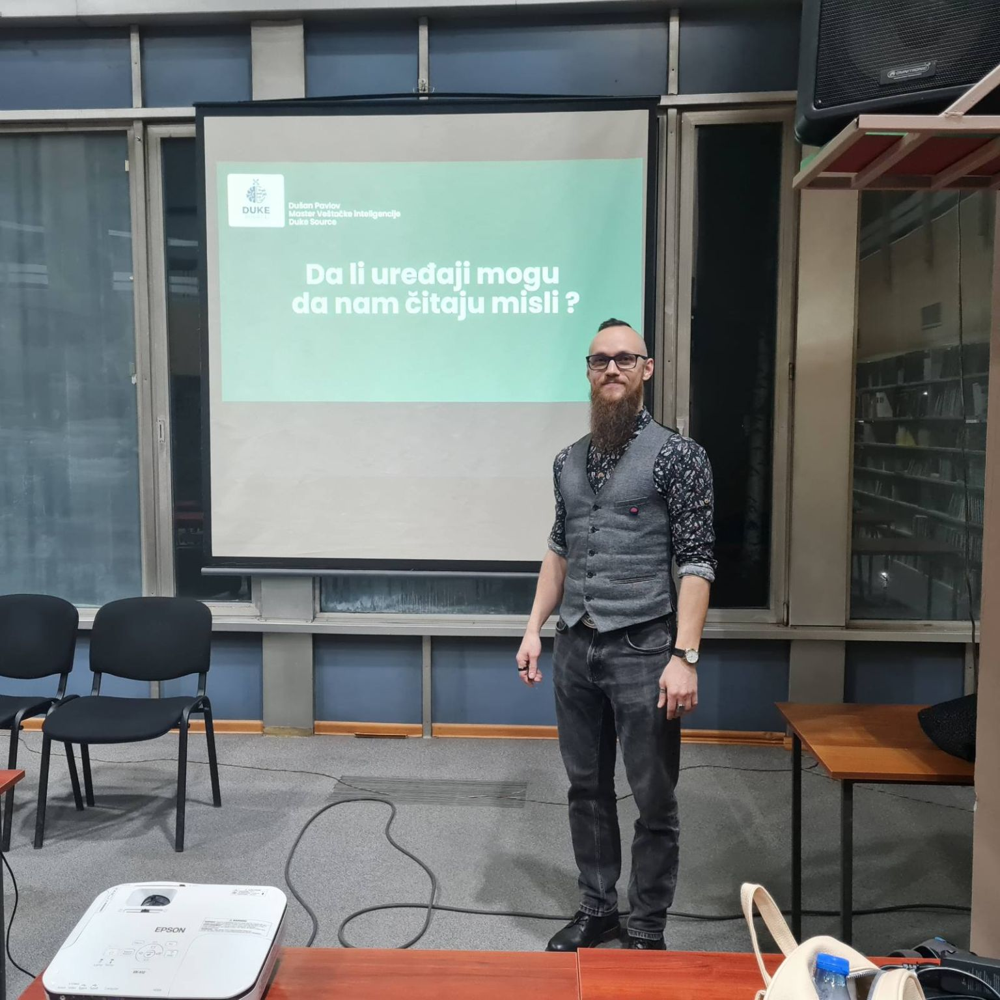 OMNITRONIC
DUKE
Dušan Pavlov
Master Veštačke Inteligencije
Duke Source
Da li uređaji mogu
da nam čitaju misli ?
EPSON